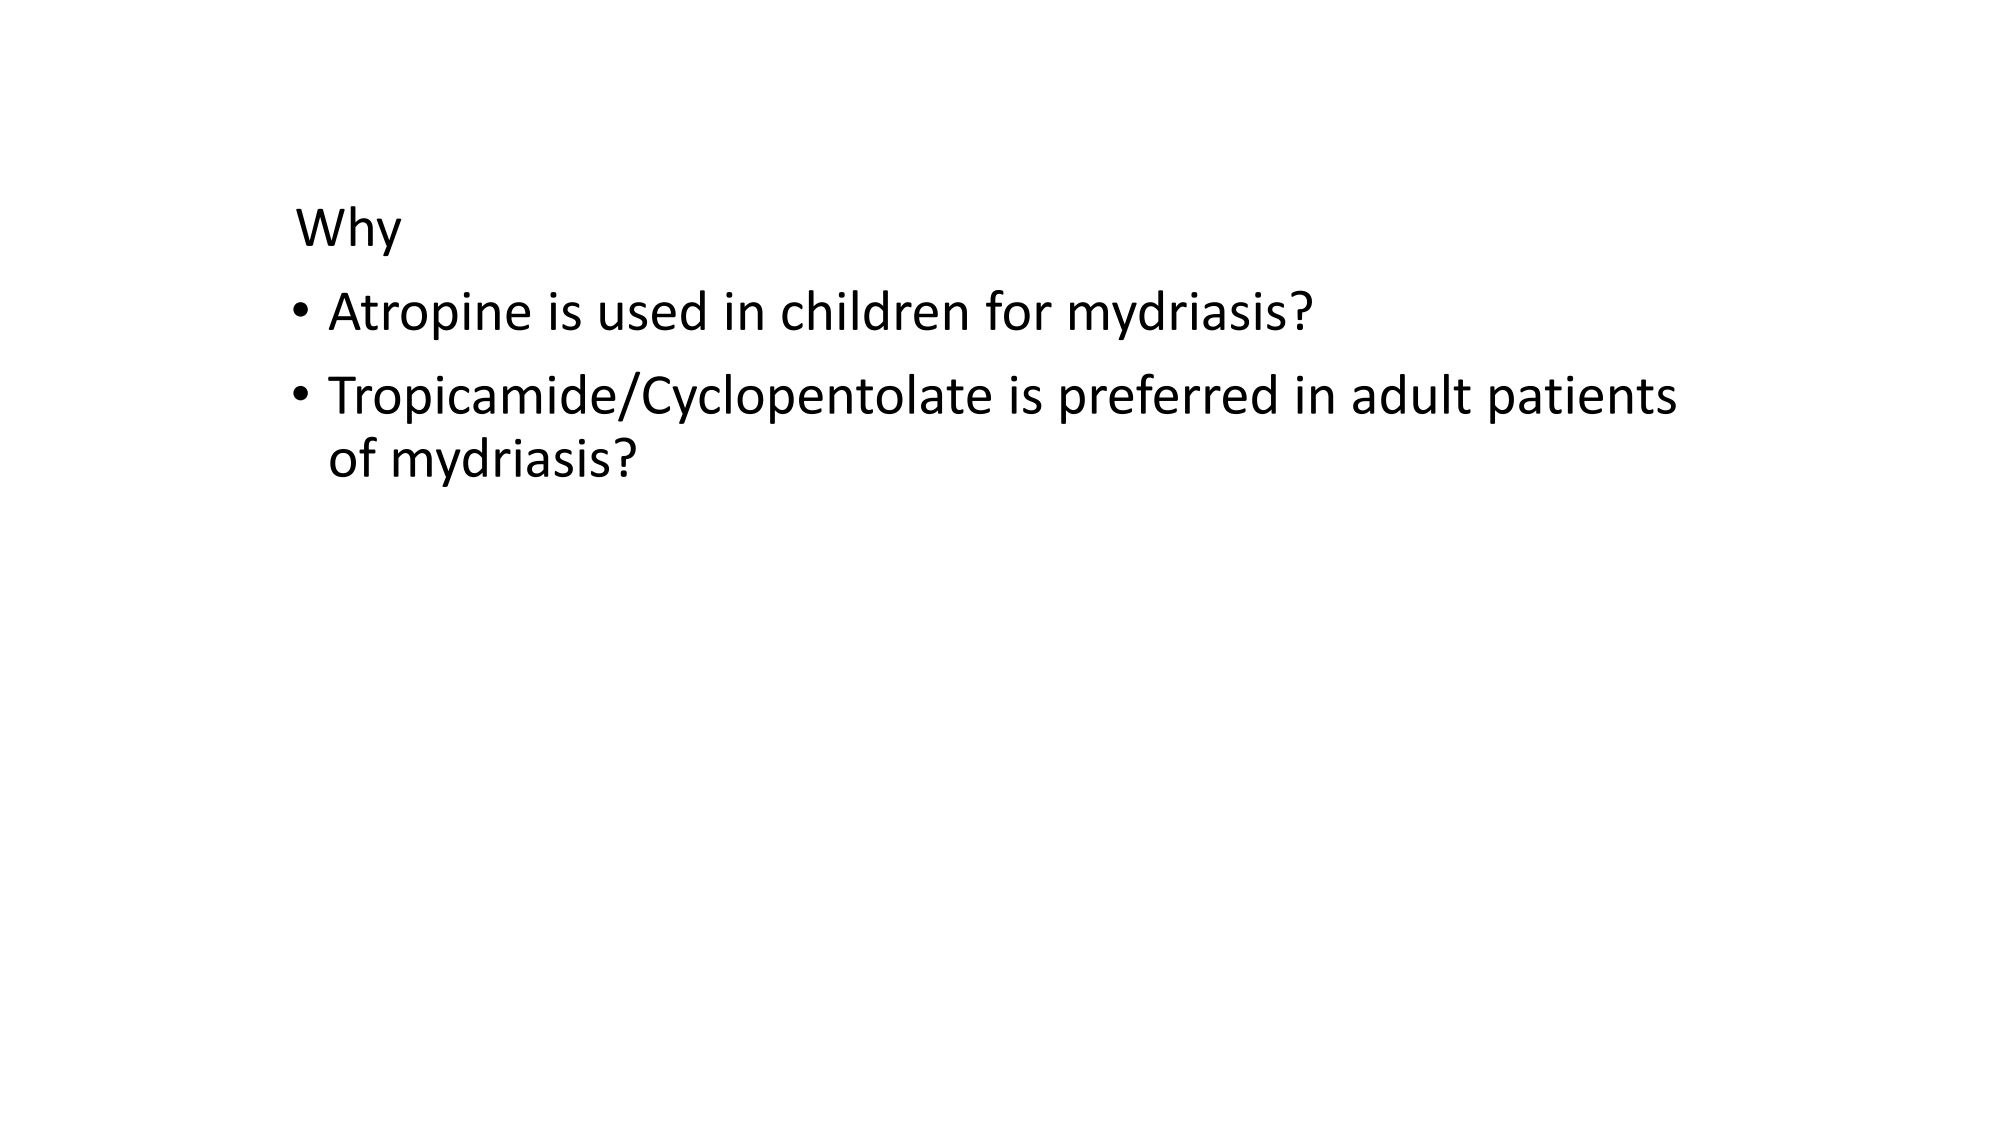 Why
• Atropine is used in children for mydriasis?
• Tropicamide/Cyclopentolate is preferred in adult patients
of mydriasis?